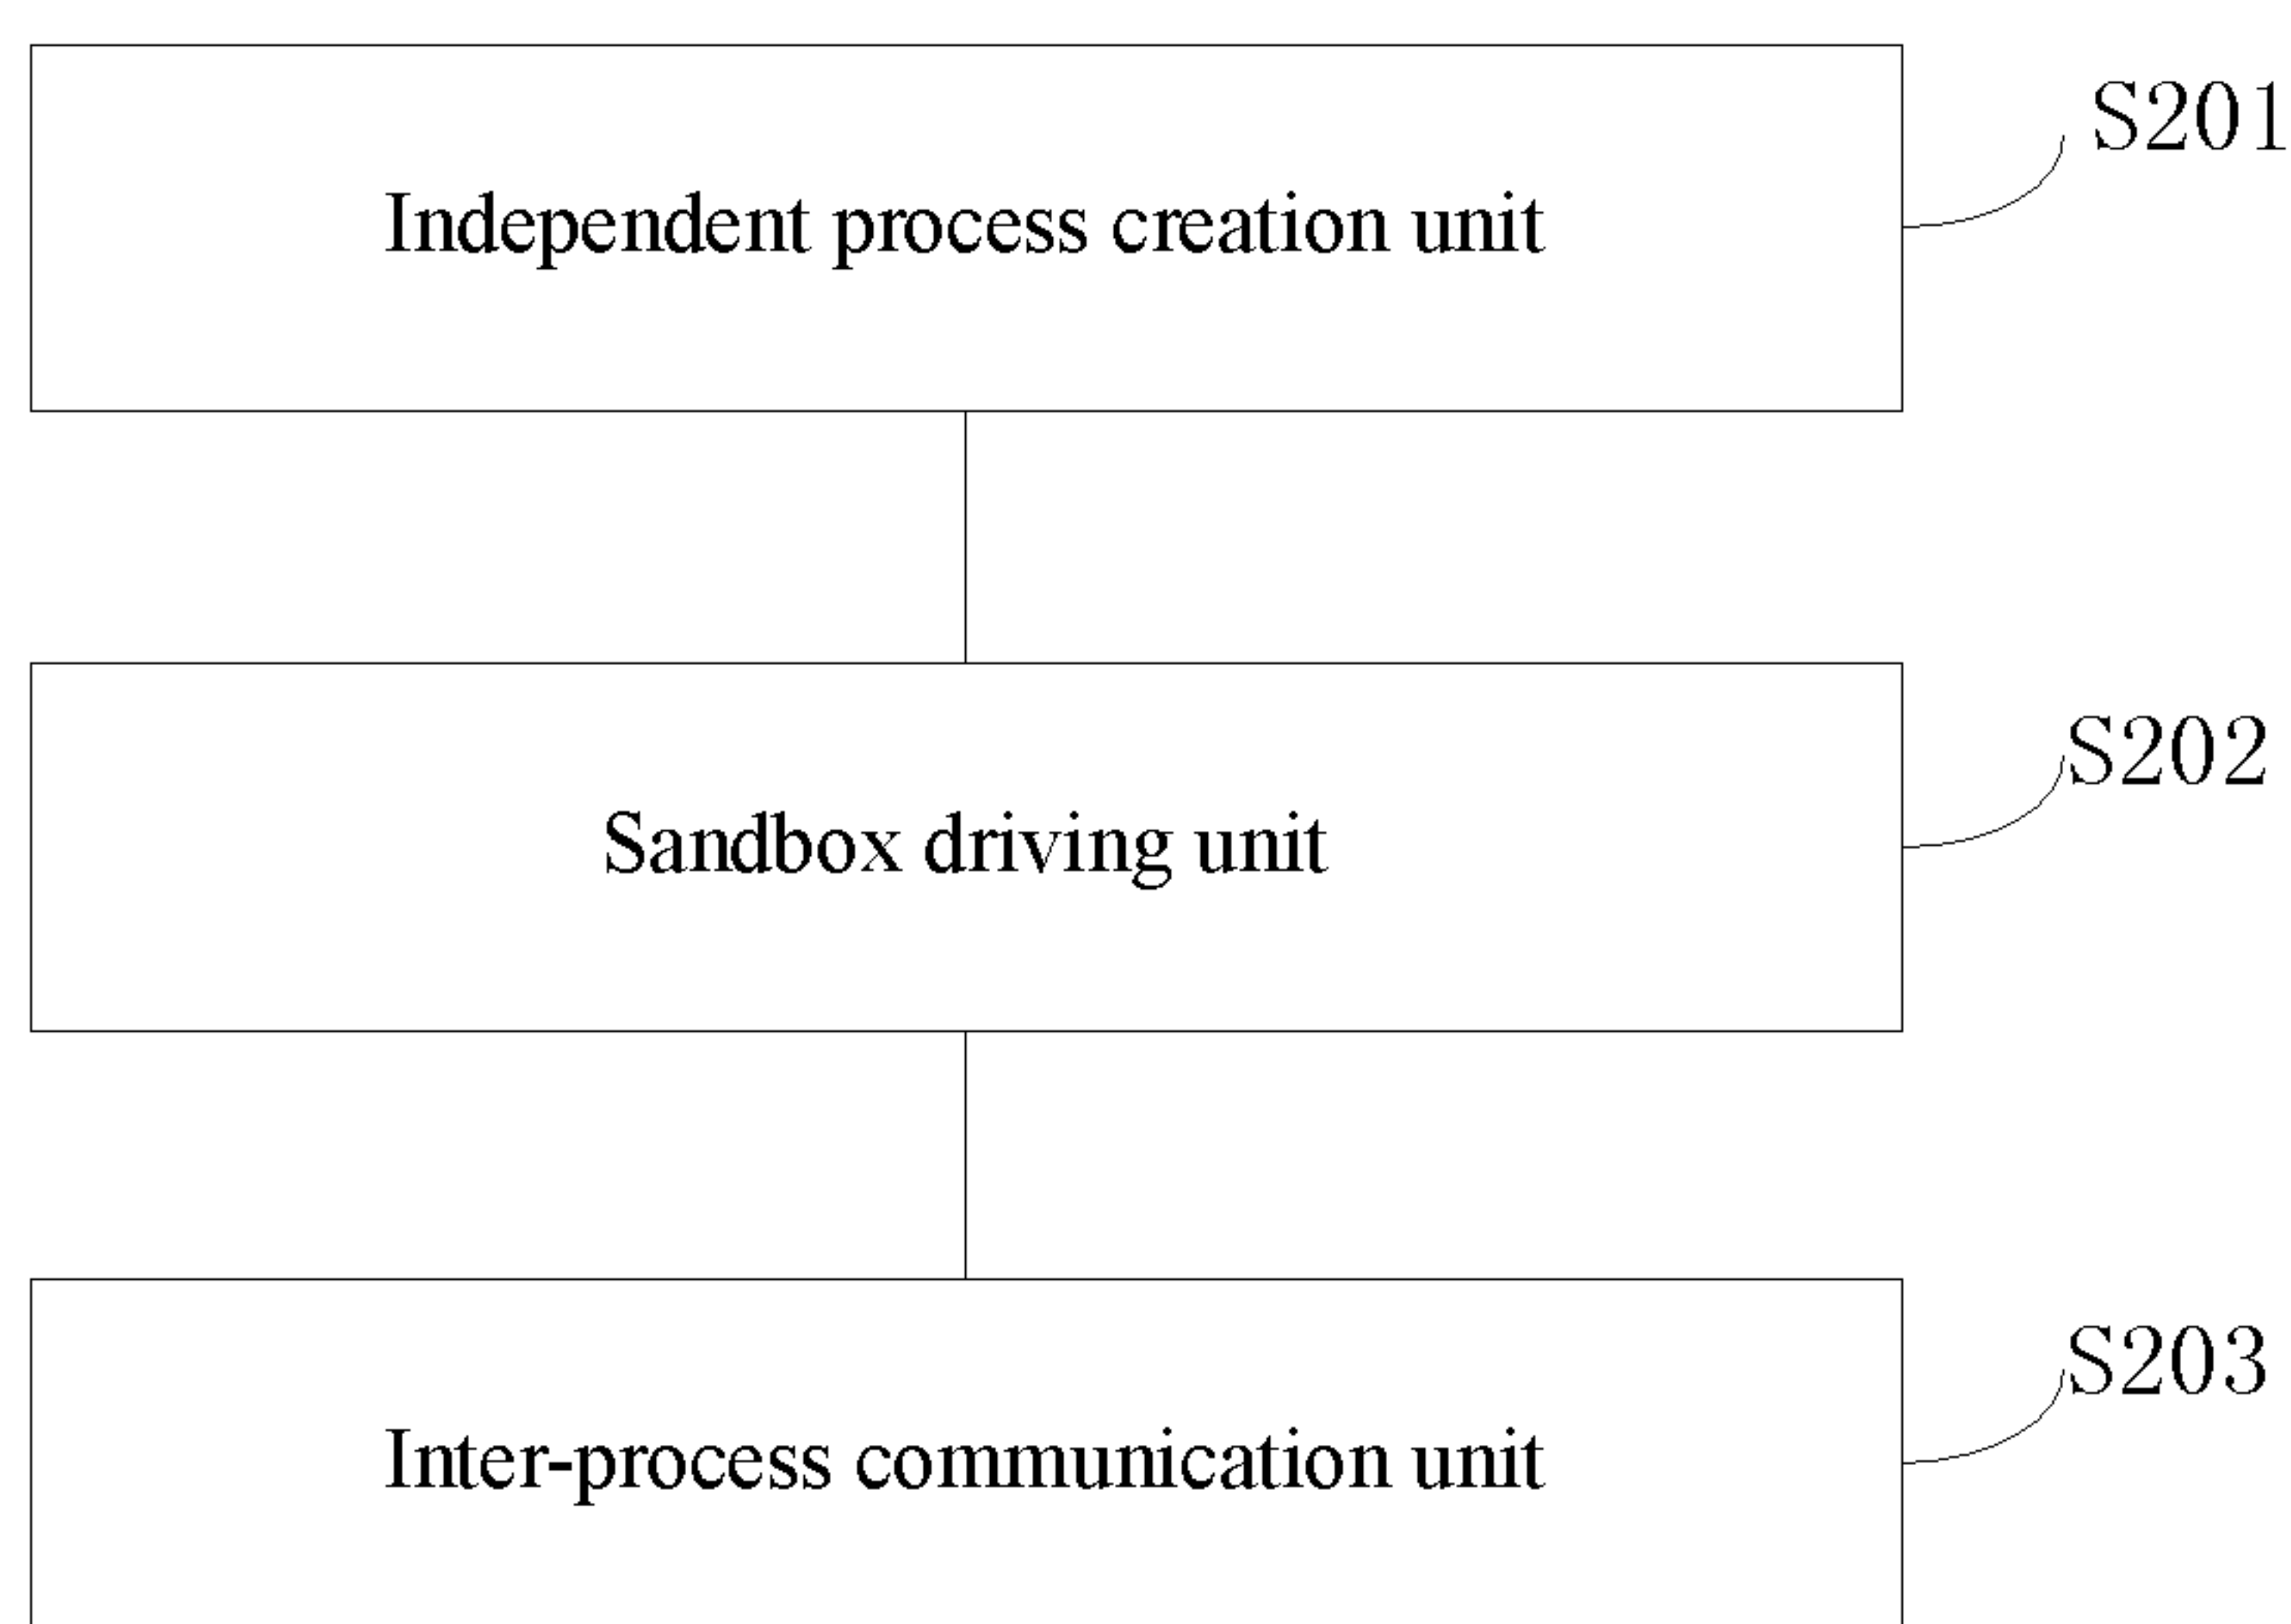 S201
Independent process creation unit
S202
Sandbox driving unit
S203
Inter-process communication unit